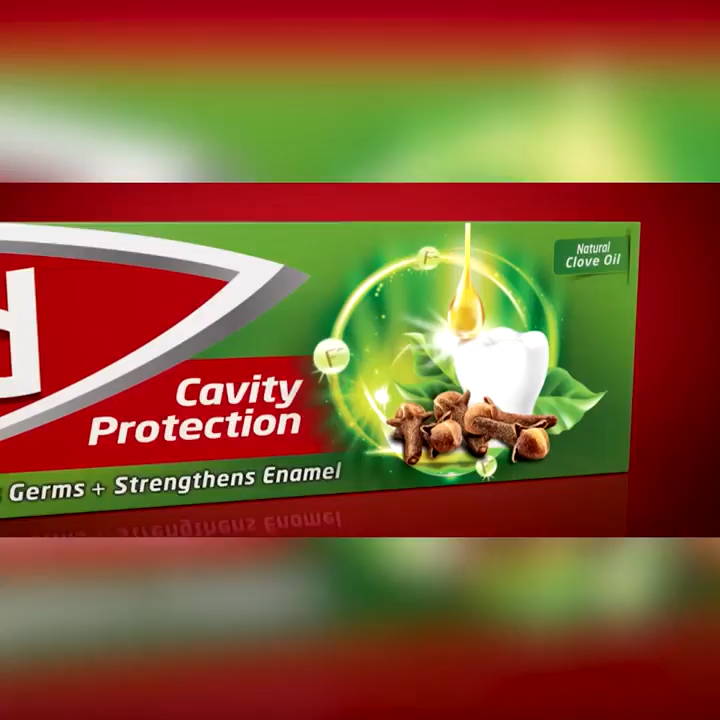 Natural
Clove Oil
F
F
d
Cavity
Protection
Germs + Strengthens Enamel